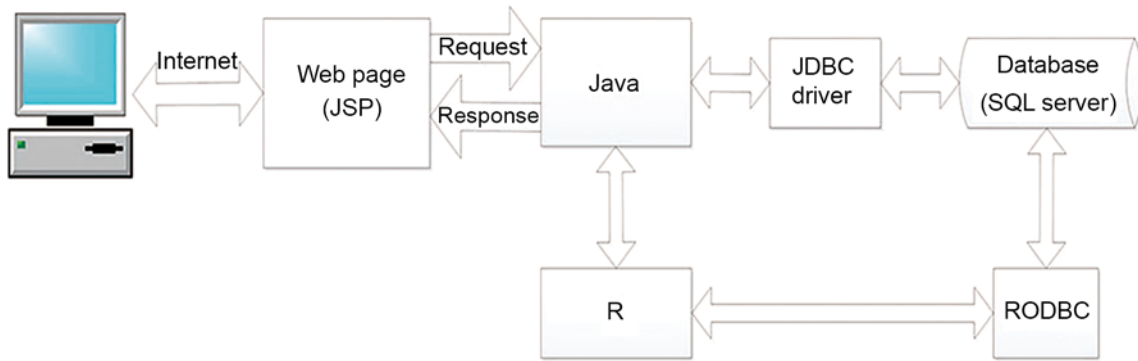 Internet
Web page
(JSP)
Request
Response
Java
JDBC
driver
Database
(SQL server)
R
RODBC